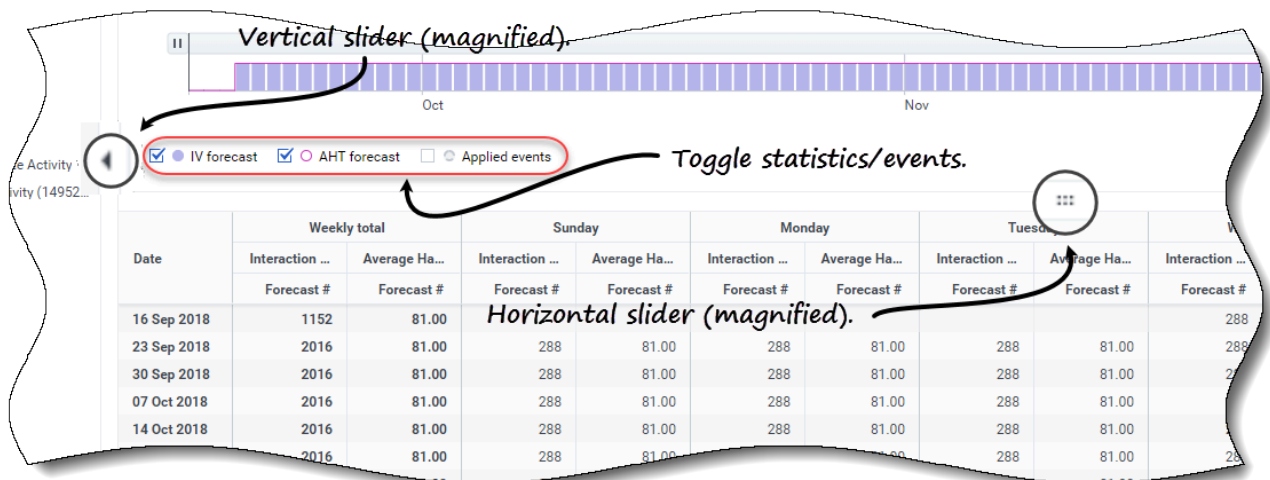 Vertical slider (magnified).
Oct Nov
IV forecast AHT forecast Applied events
Toggle statistics/events.
e Activity
ivity (14952...
Weekly total Sunday Monday
Date Interaction ... Average Ha... Interaction ... Average Ha... Interaction ... Average Ha... Interaction ... Average Ha... Interaction ...
Forecast # Forecast # Forecast # Forecast # Forecast # Forecast # Forecast # Forecast # Forecast #
Horizontal slider (magnified).
16 Sep 2018 1152 81.00 288
23 Sep 2018 2016 81.00 288 81.00 288 81.00 288 81.00 288
30 Sep 2018 2016 81.00 288 81.00 288 81.00 288 81.00
07 Oct 2018 2016 81.00 288 81.00 288 81.00 288 81.00
14 Oct 2018 2016 81.00 288 81.00 288 81.00 288 81.00
2016 81.00 288 81.00 288 81.00 288 81.00